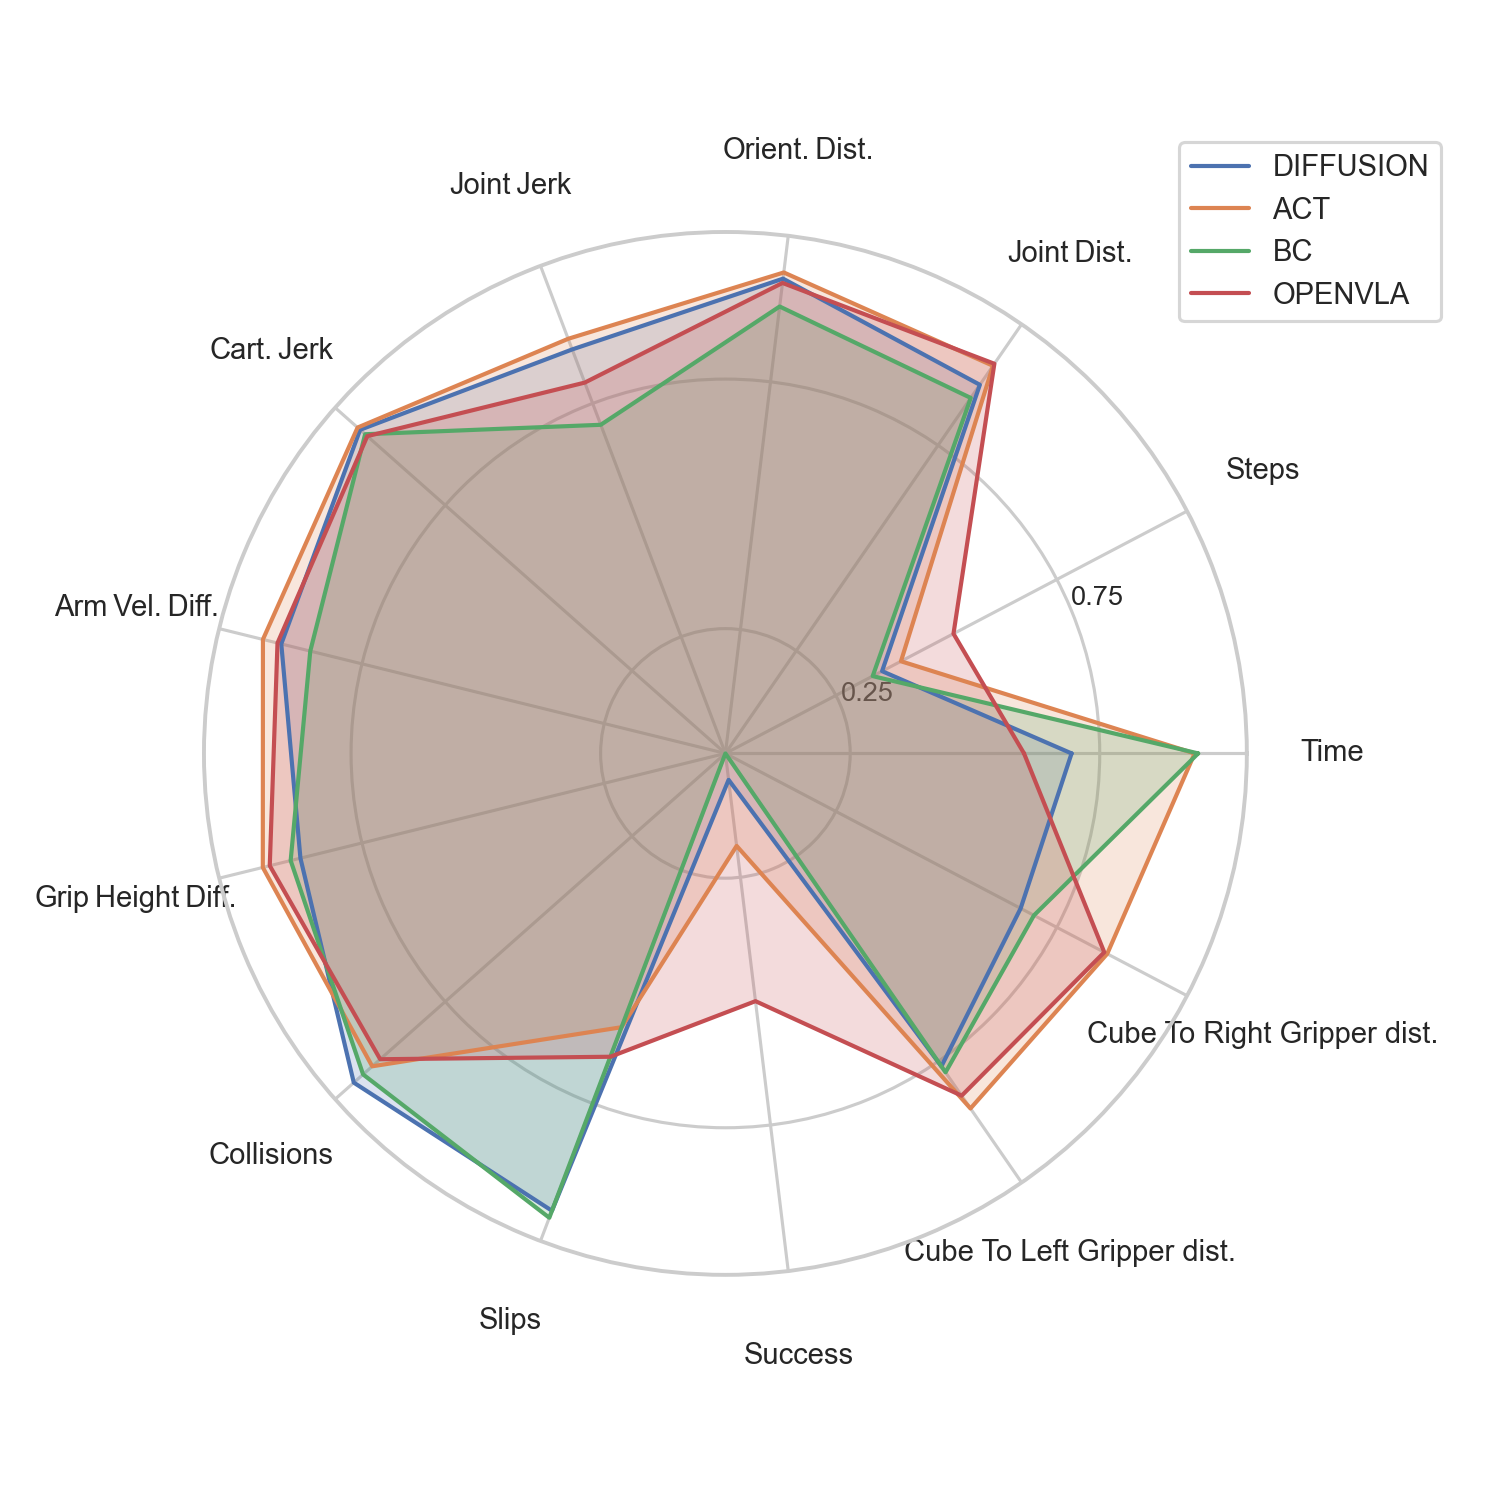 Orient. Dist.
Joint Jerk
DIFFUSION
ACT
BC
OPENVLA
Joint Dist.
Cart. Jerk
Steps
0.75
Arm Vel. Diff.
0.25
Time
Grip Height Diff.
Cube To Right Gripper dist.
Collisions
Cube To Left Gripper dist.
Slips
Success